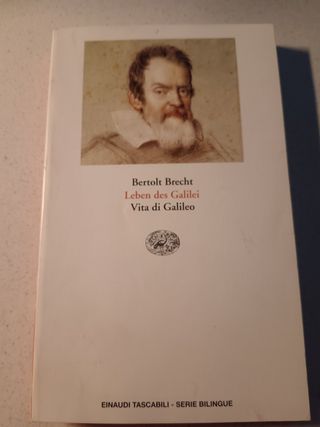 Bertolt Brecht
Leben des Galilei
Vita di Galileo
EINAUDI TASCABILI - SERIE BILINGUE